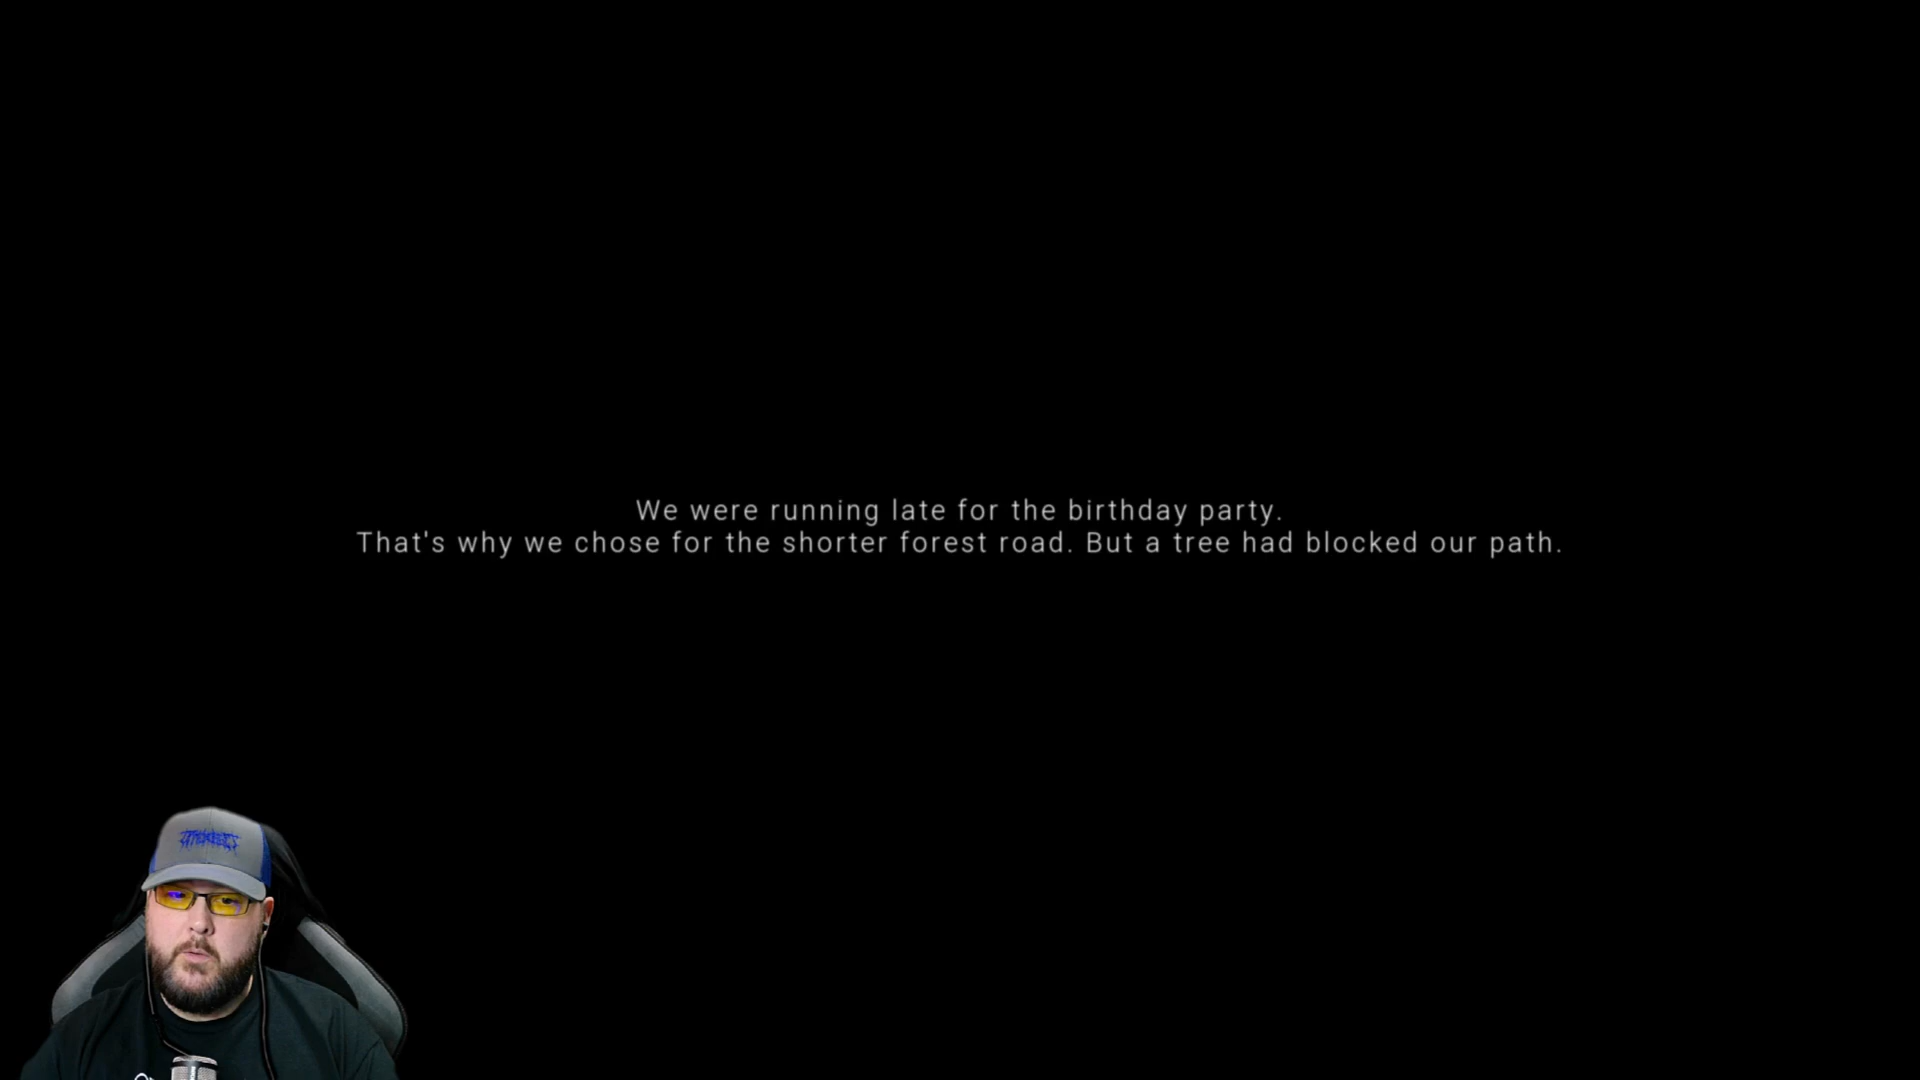 We were running late for the birthday party.
That's why we chose for the shorter forest road. But a tree had blocked our path.